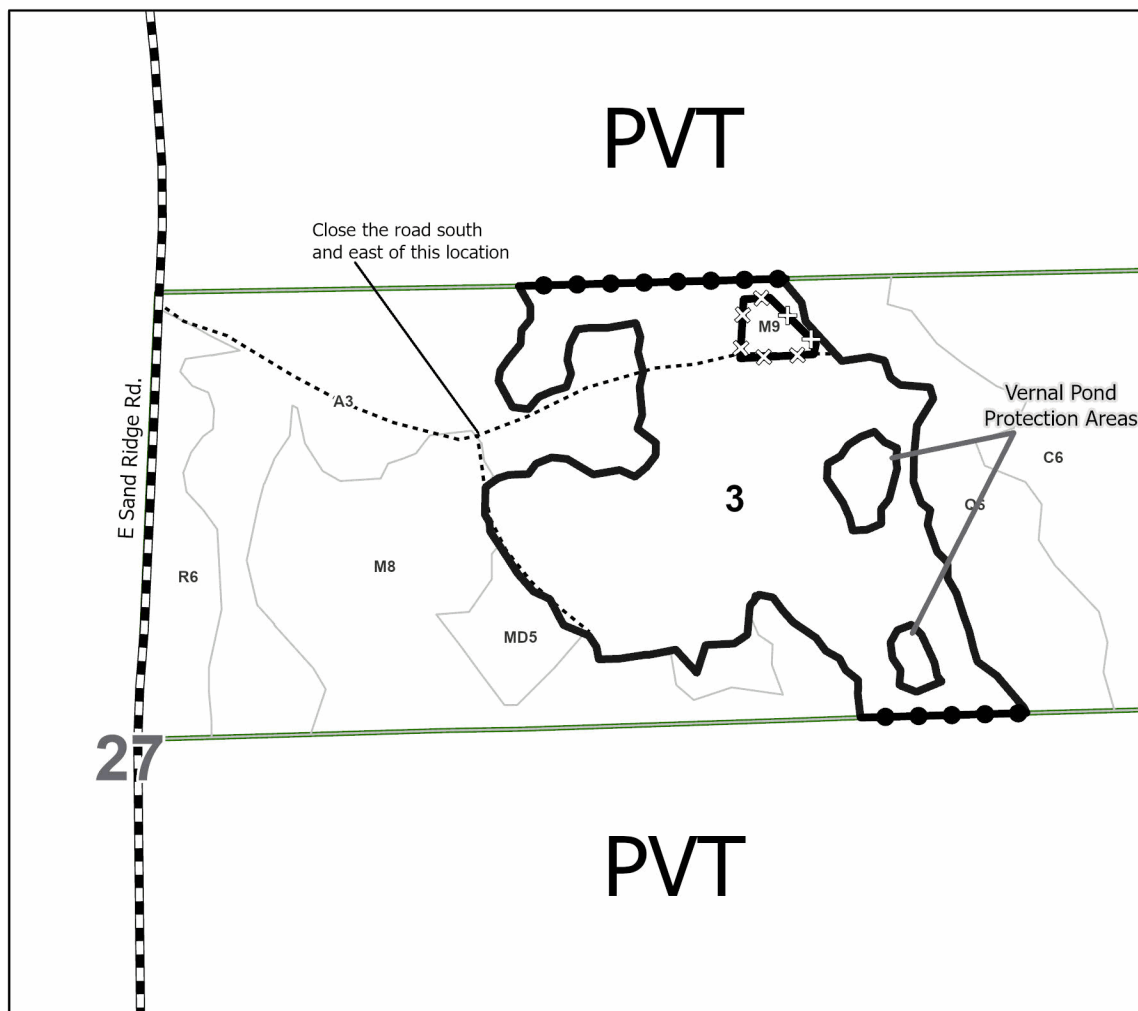 PVT
Close the road south
and east of this location
M9
Vernal Pond
Protection Areas
A3
E Sand Ridge Rd.
C6
3
Q6
M8
R6
MD5
27
PVT